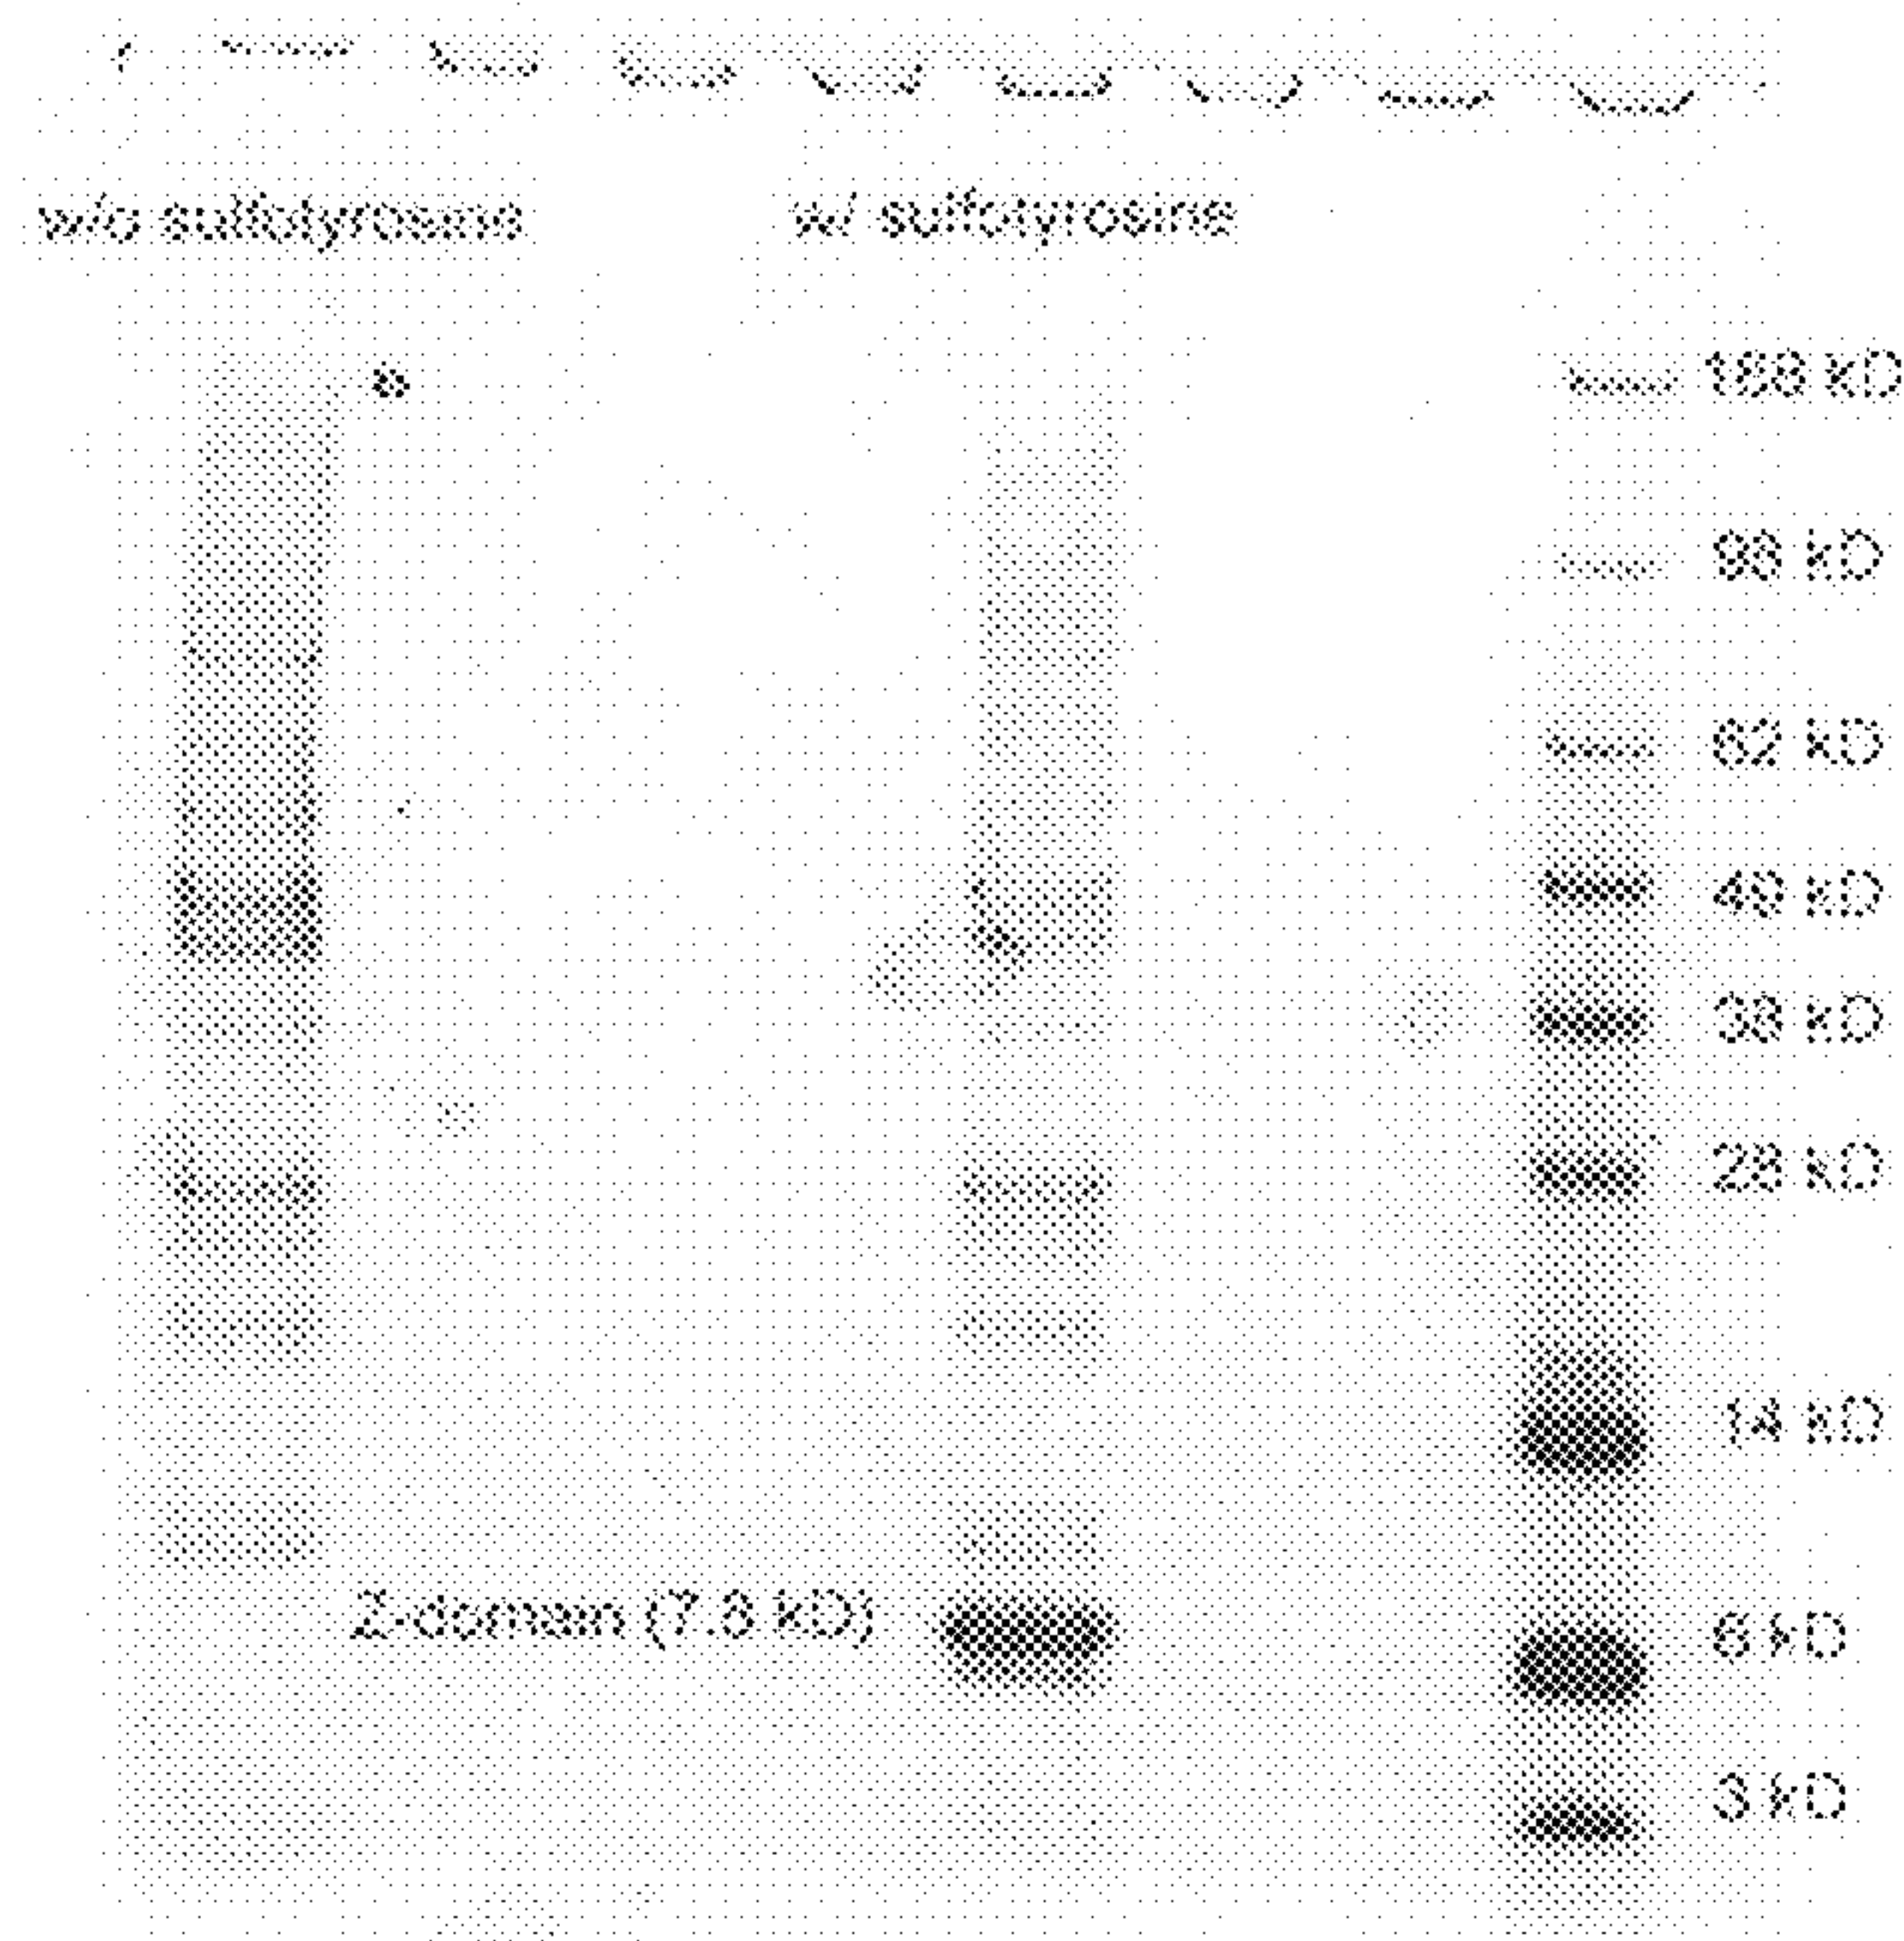 w/o sulfotyrosine
w/ sulfotyrosine
188 kD
98 kD
62 kD
49 kD
38 kD
28 kD
14 kD
Z-domain (7.8 kD)
6 kD
3 kD